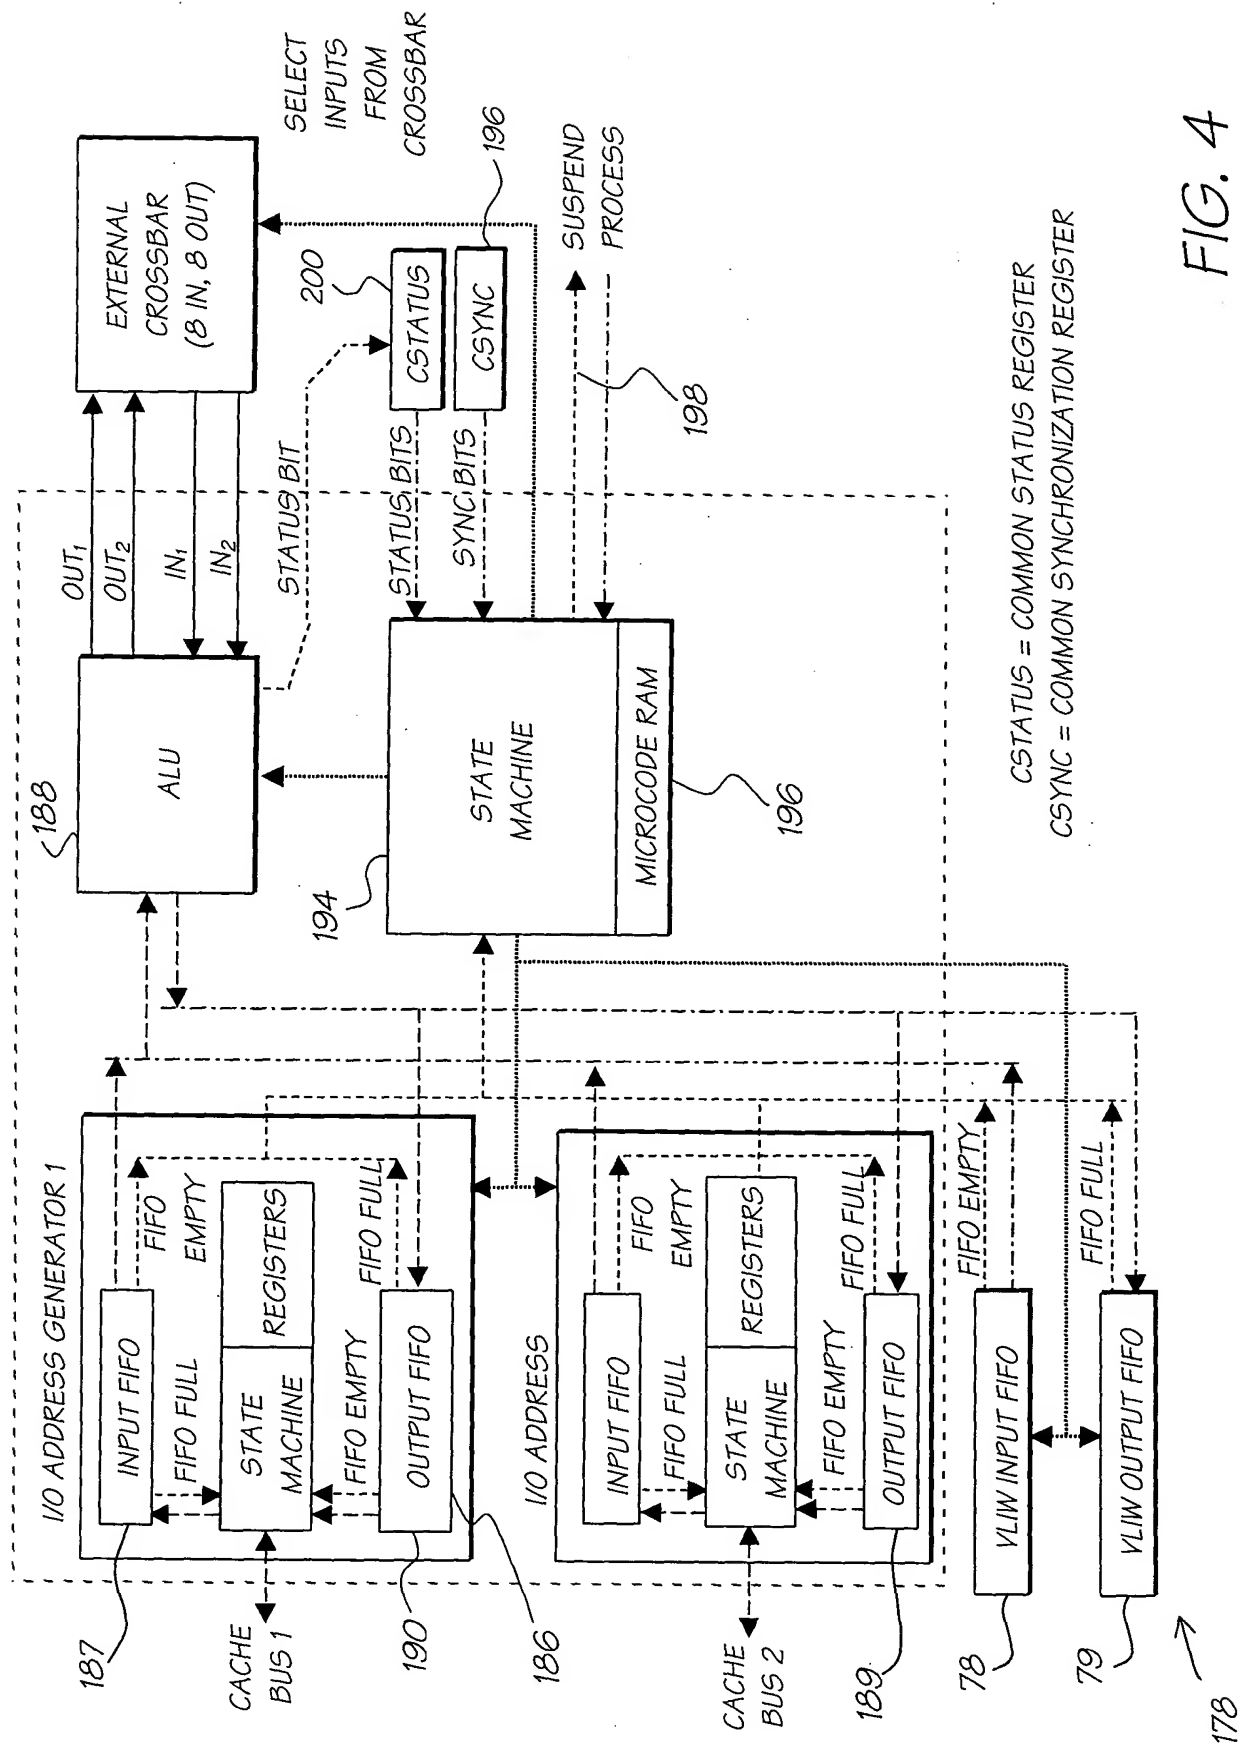 I/O ADDRESS GENERATOR 1
187
INPUT FIFO
FIFO
EMPTY
FIFO FULL
STATE
MACHINE
REGISTERS
FIFO EMPTY
FIFO FULL
OUTPUT FIFO
190
186
CACHE
BUS 1
I/O ADDRESS
INPUT FIFO
FIFO
EMPTY
FIFO FULL
STATE
MACHINE
REGISTERS
FIFO EMPTY
FIFO FULL
OUTPUT FIFO
189
CACHE
BUS 2
VLIW INPUT FIFO
FIFO EMPTY
78
VLIW OUTPUT FIFO
FIFO FULL
79
178
188
ALU
OUT1
OUT2
IN1
IN2
EXTERNAL
CROSSBAR
(8 IN, 8 OUT)
SELECT
INPUTS
FROM
CROSSBAR
STATUS BIT
200
CSTATUS
STATUS BITS
CSYNC
196
SYNC BITS
194
STATE
MACHINE
MICROCODE RAM
196
SUSPEND
PROCESS
198
CSTATUS = COMMON STATUS REGISTER
CSYNC = COMMON SYNCHRONIZATION REGISTER
FIG. 4